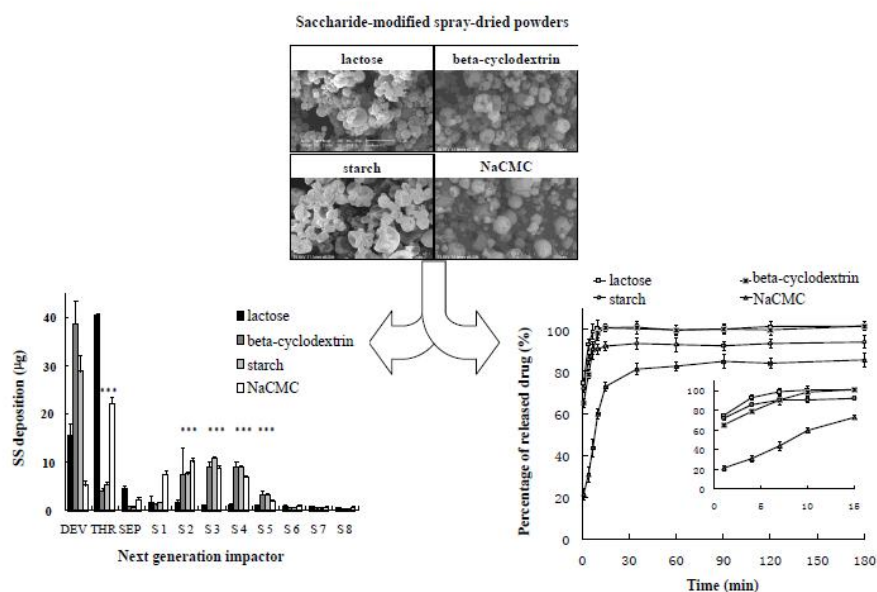 Saccharide-modified spray-dried powders
lactose
beta-cyclodextrin
starch
NaCMC
lactose
beta-cyclodextrin
starch
NaCMC
SS deposition (μg)
40
30
20
10
0
***
*** *** *** ***
DEV THR SEP S1 S2 S3 S4 S5 S6 S7 S8
Next generation impactor
lactose
beta-cyclodextrin
starch
NaCMC
Percentage of released drug (%)
100
80
60
40
20
0
100
80
60
40
20
0
0 5 10 15
0 30 60 90 120 150 180
Time (min)